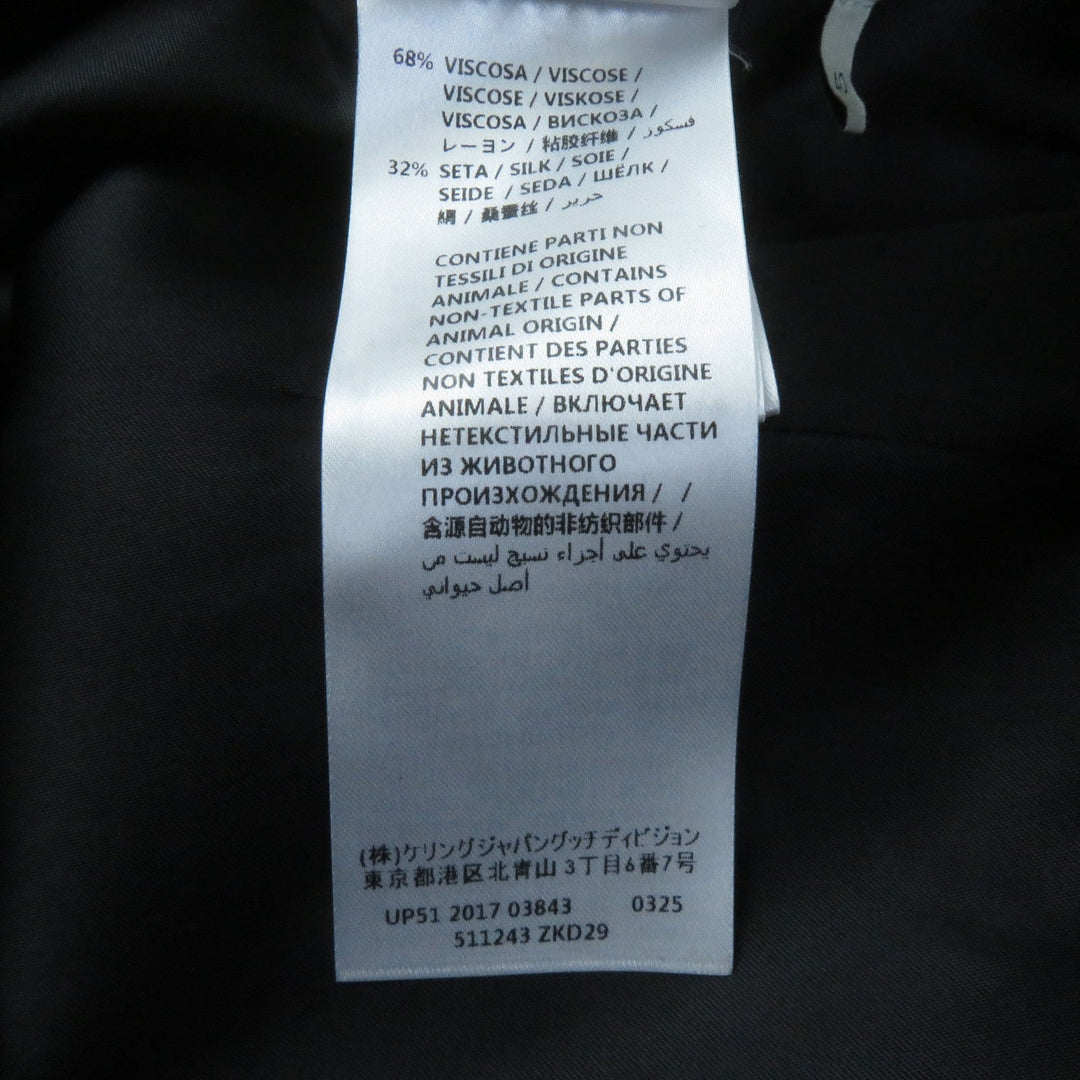 68% VISCOSA / VISCOSE /
VISCOSE / VISKOSE /
VISCOSA / ВИСКОЗА /
レーヨン / 粘胶纤维 / فسكوز
32% SETA / SILK / SOIE /
SEIDE / SEDA / ШЁЛК /
絹 / 桑蚕丝 / حرير
CONTIENE PARTI NON
TESSILI DI ORIGINE
ANIMALE / CONTAINS
NON-TEXTILE PARTS OF
ANIMAL ORIGIN /
CONTIENT DES PARTIES
NON TEXTILES D'ORIGINE
ANIMALE / ВКЛЮЧАЕТ
НЕТЕКСТИЛЬНЫЕ ЧАСТИ
ИЗ ЖИВОТНОГО
ПРОИЗХОЖДЕНИЯ / /
含源自动物的非纺织部件 /
يحتوي على أجزاء نسيج ليست من
أصل حيواني
(株)ケリングジャパングッチディビジョン
東京都港区北青山3丁目6番7号
UP51 2017 03843 0325
511243 ZKD29